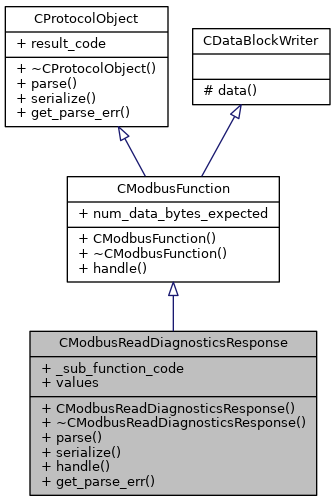 CProtocolObject
+ result_code
+ ~CProtocolObject()
+ parse()
+ serialize()
+ get_parse_err()
CDataBlockWriter
# data()
CModbusFunction
+ num_data_bytes_expected
+ CModbusFunction()
+ ~CModbusFunction()
+ handle()
CModbusReadDiagnosticsResponse
+ _sub_function_code
+ values
+ CModbusReadDiagnosticsResponse()
+ ~CModbusReadDiagnosticsResponse()
+ parse()
+ serialize()
+ handle()
+ get_parse_err()